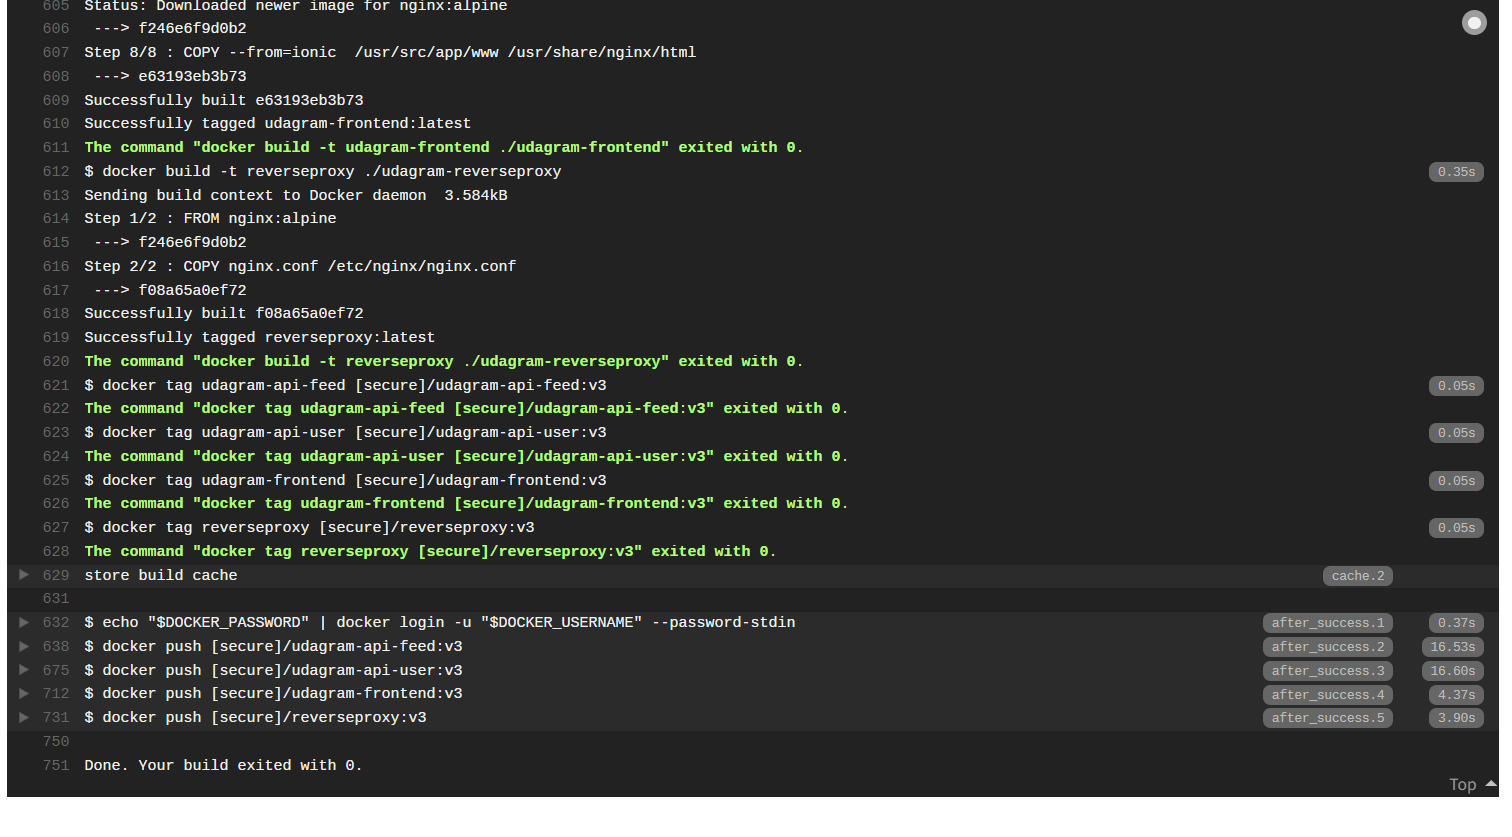 605 Status: Downloaded newer image for nginx:alpine
606  ---> f246e6f9d0b2
607 Step 8/8 : COPY --from=ionic  /usr/src/app/www /usr/share/nginx/html
608  ---> e63193eb3b73
609 Successfully built e63193eb3b73
610 Successfully tagged udagram-frontend:latest
611 The command "docker build -t udagram-frontend ./udagram-frontend" exited with 0.
612 $ docker build -t reverseproxy ./udagram-reverseproxy 0.35s
613 Sending build context to Docker daemon  3.584kB
614 Step 1/2 : FROM nginx:alpine
615  ---> f246e6f9d0b2
616 Step 2/2 : COPY nginx.conf /etc/nginx/nginx.conf
617  ---> f08a65a0ef72
618 Successfully built f08a65a0ef72
619 Successfully tagged reverseproxy:latest
620 The command "docker build -t reverseproxy ./udagram-reverseproxy" exited with 0.
621 $ docker tag udagram-api-feed [secure]/udagram-api-feed:v3 0.05s
622 The command "docker tag udagram-api-feed [secure]/udagram-api-feed:v3" exited with 0.
623 $ docker tag udagram-api-user [secure]/udagram-api-user:v3 0.05s
624 The command "docker tag udagram-api-user [secure]/udagram-api-user:v3" exited with 0.
625 $ docker tag udagram-frontend [secure]/udagram-frontend:v3 0.05s
626 The command "docker tag udagram-frontend [secure]/udagram-frontend:v3" exited with 0.
627 $ docker tag reverseproxy [secure]/reverseproxy:v3 0.05s
628 The command "docker tag reverseproxy [secure]/reverseproxy:v3" exited with 0.
629 store build cache cache.2
631
632 $ echo "$DOCKER_PASSWORD" | docker login -u "$DOCKER_USERNAME" --password-stdin after_success.1 0.37s
638 $ docker push [secure]/udagram-api-feed:v3 after_success.2 16.53s
675 $ docker push [secure]/udagram-api-user:v3 after_success.3 16.60s
712 $ docker push [secure]/udagram-frontend:v3 after_success.4 4.37s
731 $ docker push [secure]/reverseproxy:v3 after_success.5 3.90s
750
751 Done. Your build exited with 0.
Top